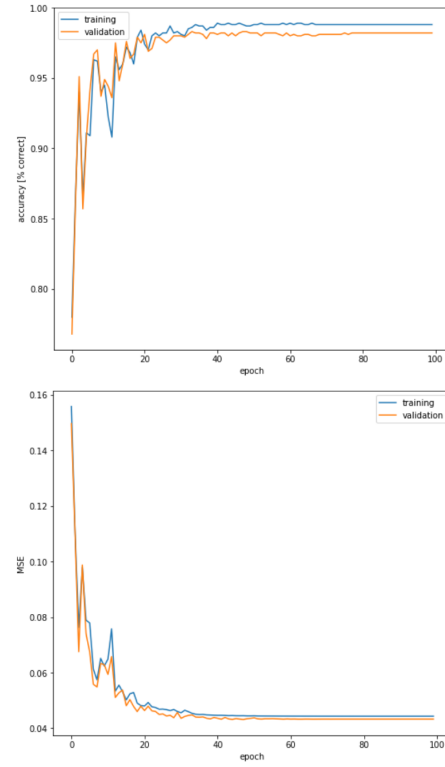 1.00
training
validation
0.95
0.90
accuracy [% correct]
0.85
0.80
0 20 40 60 80 100
epoch
0.16
training
validation
0.14
0.12
0.10
MSE
0.08
0.06
0.04
0 20 40 60 80 100
epoch